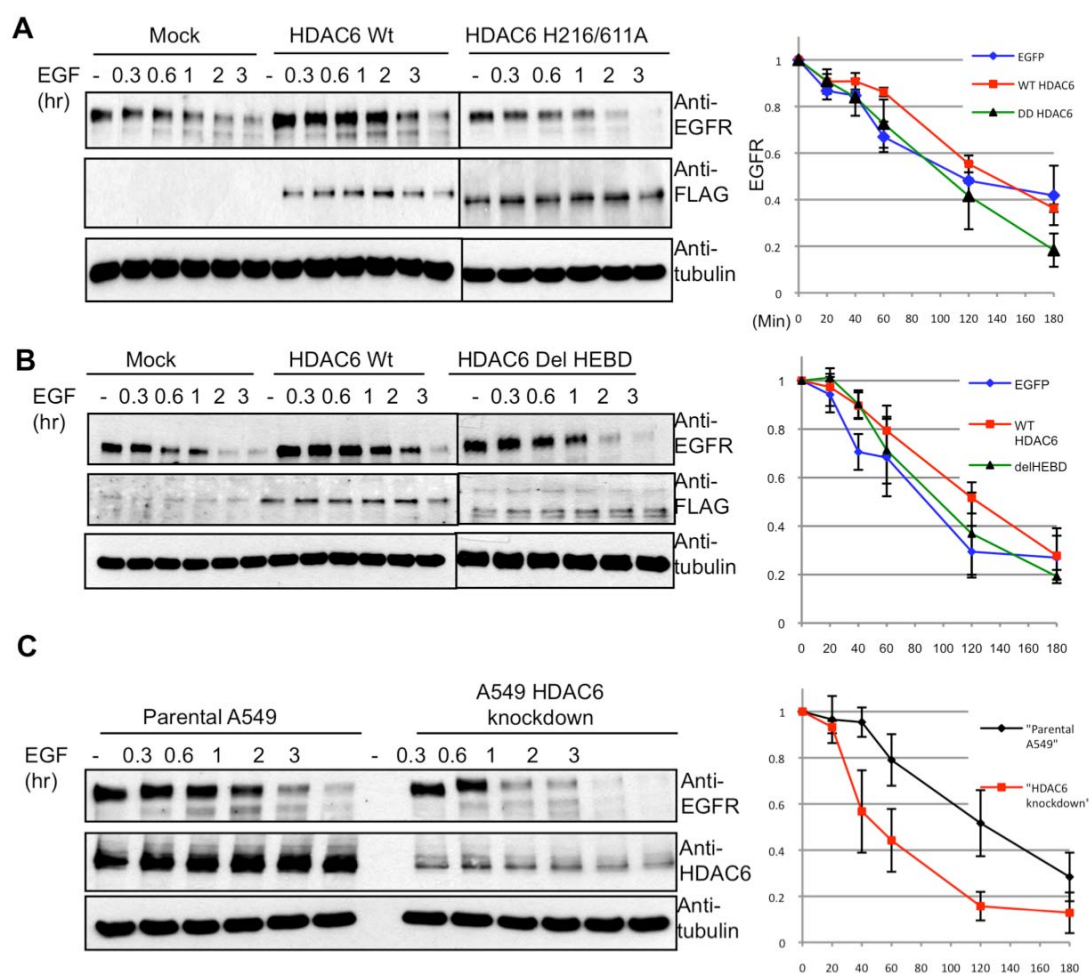 A
Mock HDAC6 Wt HDAC6 H216/611A
EGF - 0.3 0.6 1 2 3 - 0.3 0.6 1 2 3 - 0.3 0.6 1 2 3
(hr)
Anti-
EGFR
Anti-
FLAG
Anti-
tubulin
EGFP
WT HDAC6
DD HDAC6
EGFR
1
0.8
0.6
0.4
0.2
0
(Min) 0 20 40 60 80 100 120 140 160 180
B
Mock HDAC6 Wt HDAC6 Del HEBD
EGF - 0.3 0.6 1 2 3 - 0.3 0.6 1 2 3 - 0.3 0.6 1 2 3
(hr)
Anti-
EGFR
Anti-
FLAG
Anti-
tubulin
EGFP
WT
HDAC6
delHEBD
1
0.8
0.6
0.4
0.2
0
0 20 40 60 80 100 120 140 160 180
C
Parental A549
A549 HDAC6
knockdown
EGF - 0.3 0.6 1 2 3 - 0.3 0.6 1 2 3
(hr)
Anti-
EGFR
Anti-
HDAC6
Anti-
tubulin
"Parental
A549"
"HDAC6
knockdown'
1
0.8
0.6
0.4
0.2
0
0 20 40 60 80 100 120 140 160 180